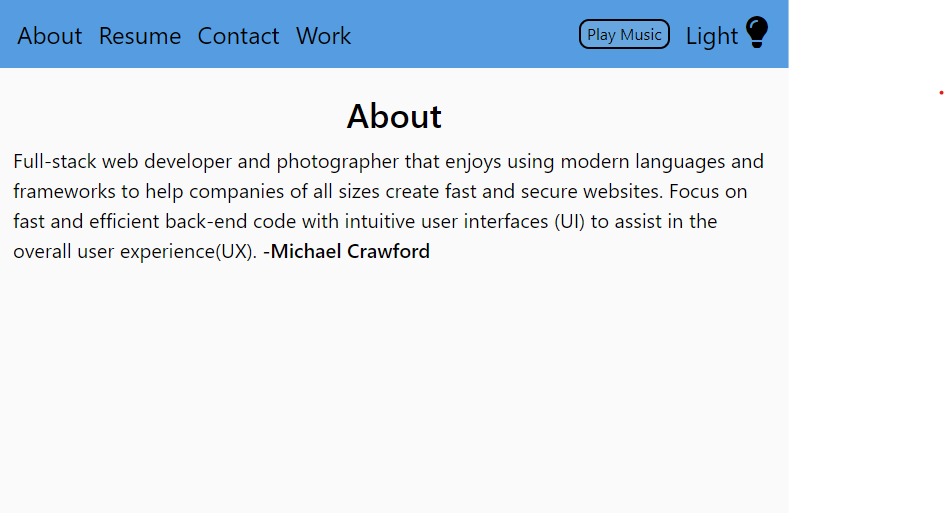 About Resume Contact Work Play Music Light
About
Full-stack web developer and photographer that enjoys using modern languages and
frameworks to help companies of all sizes create fast and secure websites. Focus on
fast and efficient back-end code with intuitive user interfaces (UI) to assist in the
overall user experience(UX). -Michael Crawford